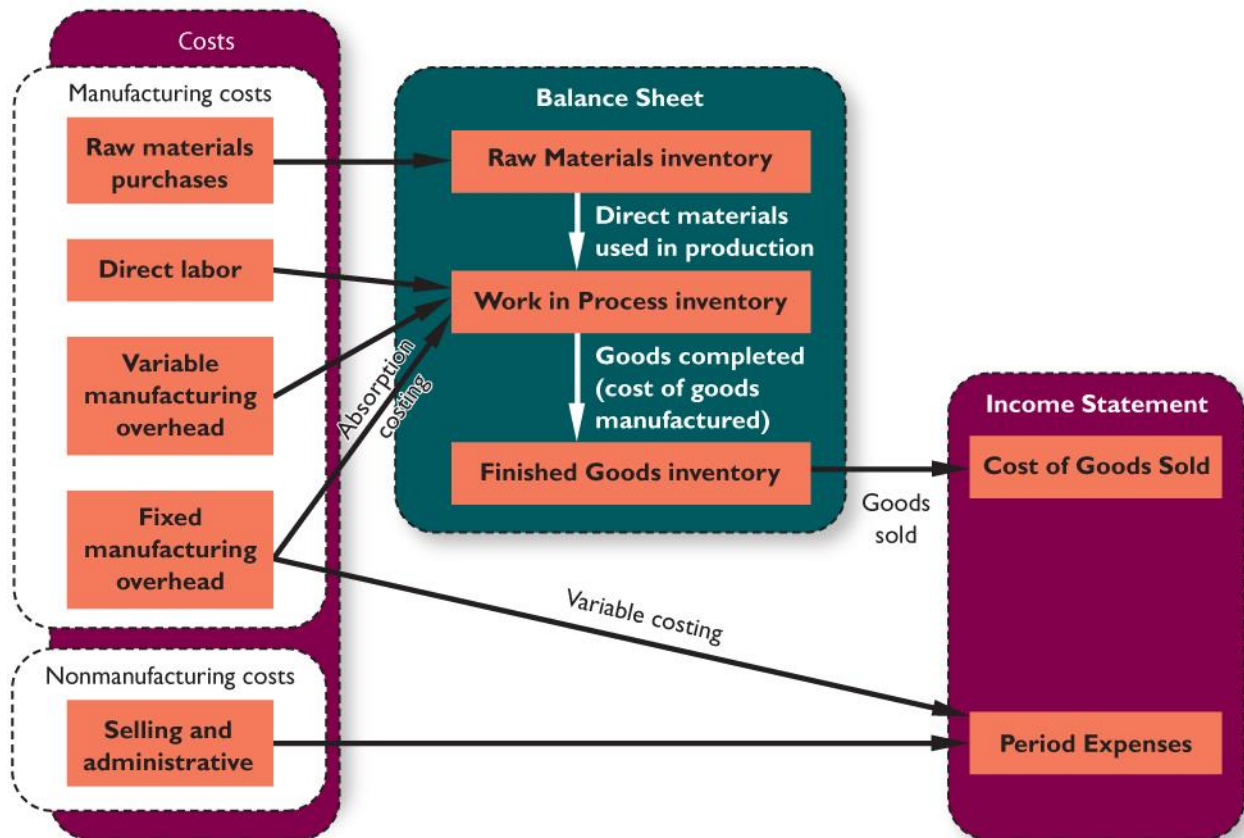 Costs
Manufacturing costs
Raw materials
purchases
Direct labor
Variable
manufacturing
overhead
Fixed
manufacturing
overhead
Nonmanufacturing costs
Selling and
administrative
Absorption
costing
Balance Sheet
Raw Materials inventory
Direct materials
used in production
Work in Process inventory
Goods completed
(cost of goods
manufactured)
Finished Goods inventory
Goods
sold
Variable costing
Income Statement
Cost of Goods Sold
Period Expenses